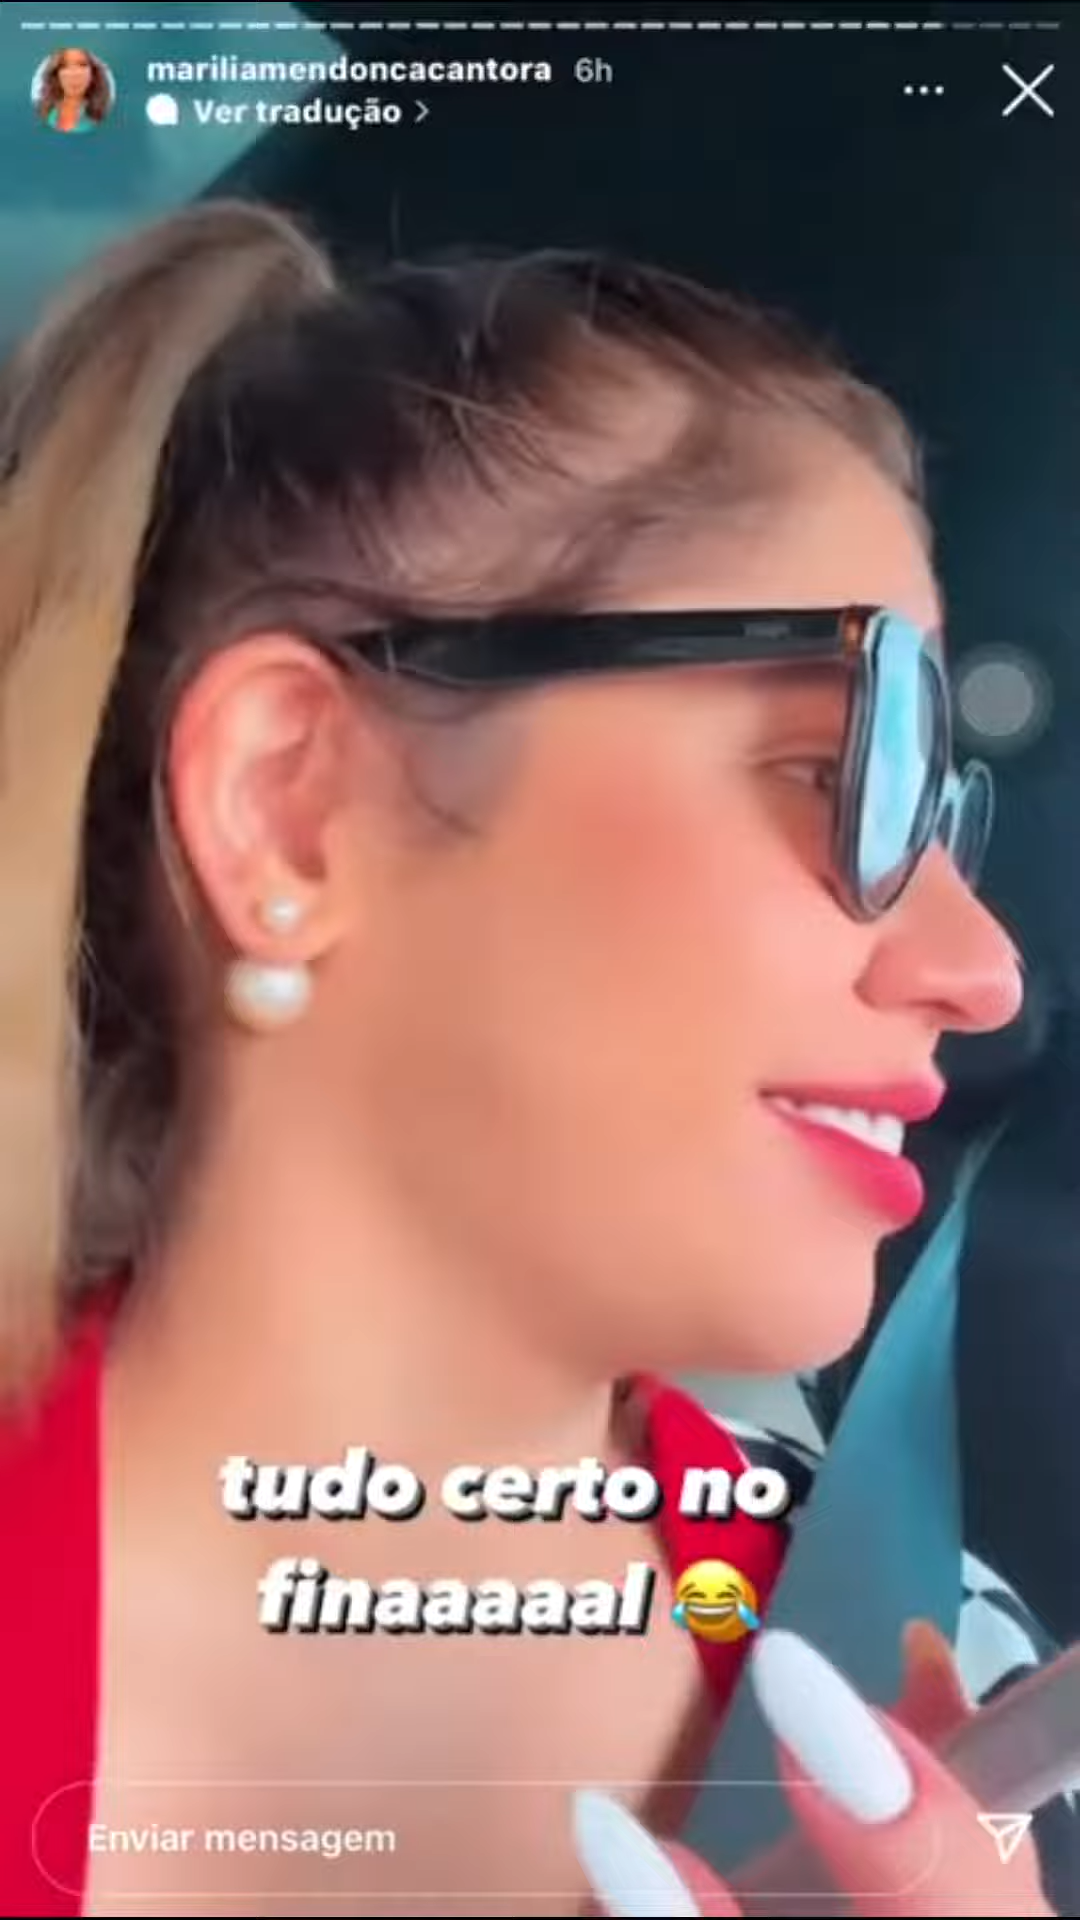 mariliamendoncacantora 6h
Ver tradução
tudo certo no
finaaaaal 😂
Enviar mensagem